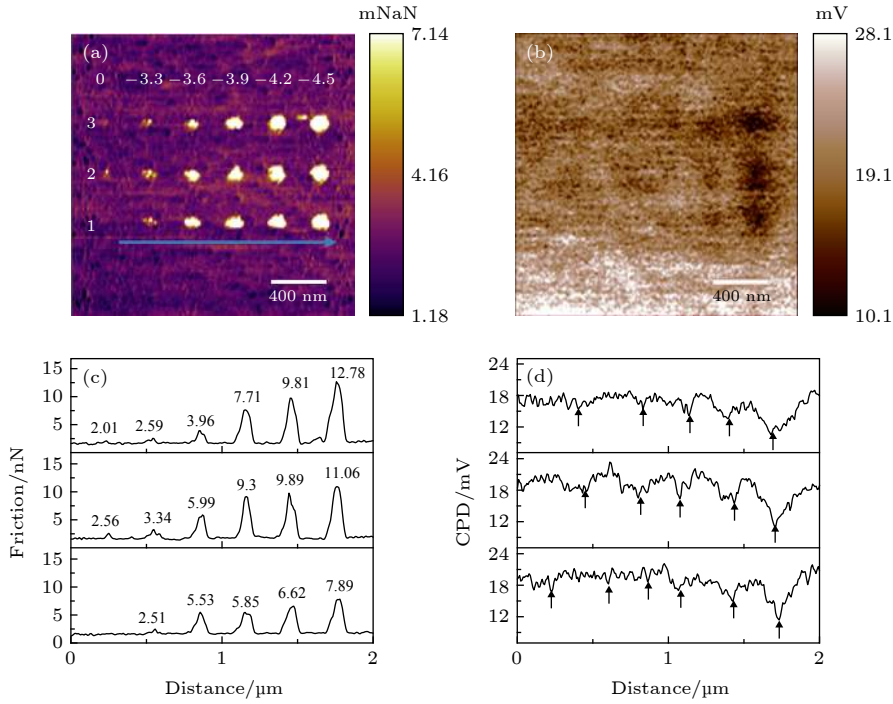 mNaN
(a)
0 −3.3 −3.6 −3.9 −4.2 −4.5
3
2
1
400 nm
7.14
4.16
1.18
mV
(b)
400 nm
28.1
19.1
10.1
(c)
Friction/nN
15
10
5
2.01 2.59 3.96 7.71 9.81 12.78
15
10
5
2.56 3.34 5.99 9.3 9.89 11.06
15
10
5
0
2.51 5.53 5.85 6.62 7.89
0 1 2
Distance/μm
(d)
CPD/mV
24
18
12
24
18
12
24
18
12
0 1 2
Distance/μm